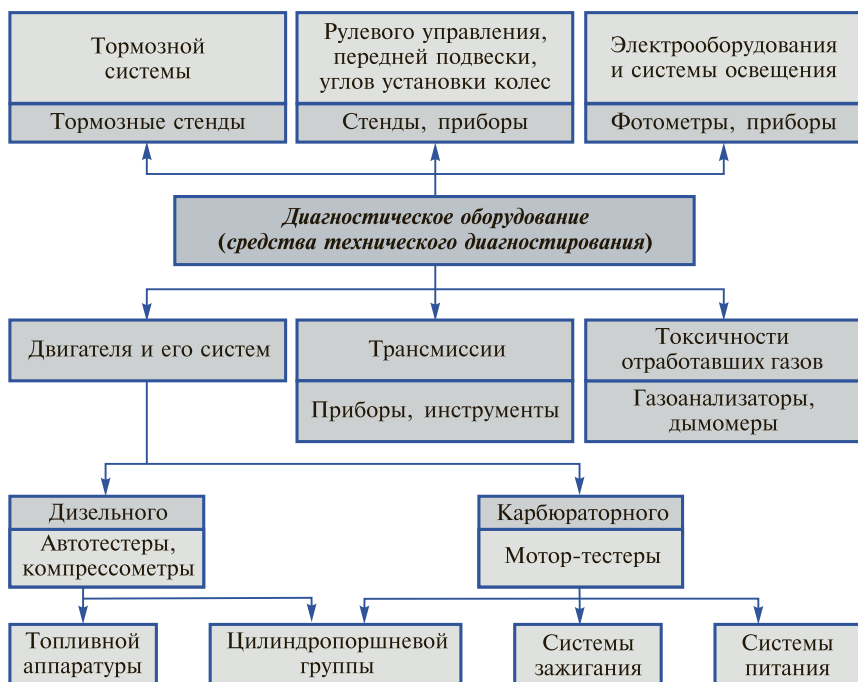 Тормозной
системы
Тормозные стенды
Рулевого управления,
передней подвески,
углов установки колес
Стенды, приборы
Электрооборудования
и системы освещения
Фотометры, приборы
Диагностическое оборудование
(средства технического диагностирования)
Двигателя и его систем
Трансмиссии
Приборы, инструменты
Токсичности
отработавших газов
Газоанализаторы,
дымомеры
Дизельного
Автотестеры,
компрессометры
Карбюраторного
Мотор-тестеры
Топливной
аппаратуры
Цилиндропоршневой
группы
Системы
зажигания
Системы
питания